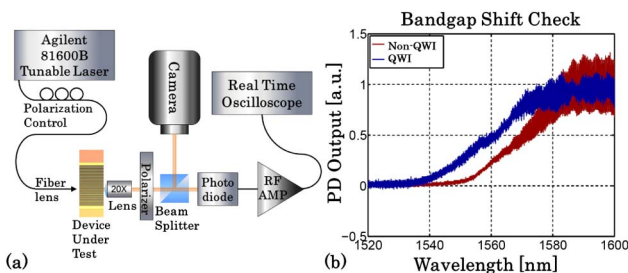 Agilent
81600B
Tunable Laser
Polarization
Control
Camera
Real Time
Oscilloscope
Fiber
lens
20X
Lens
Polarizer
Beam
Splitter
Photo
diode
RF
AMP
Device
Under
Test
(a)
Bandgap Shift Check
Non-QWI
QWI
PD Output [a.u.]
1.5
1
0.5
0
-0.5
1520
1540
1560
1580
1600
Wavelength [nm]
(b)